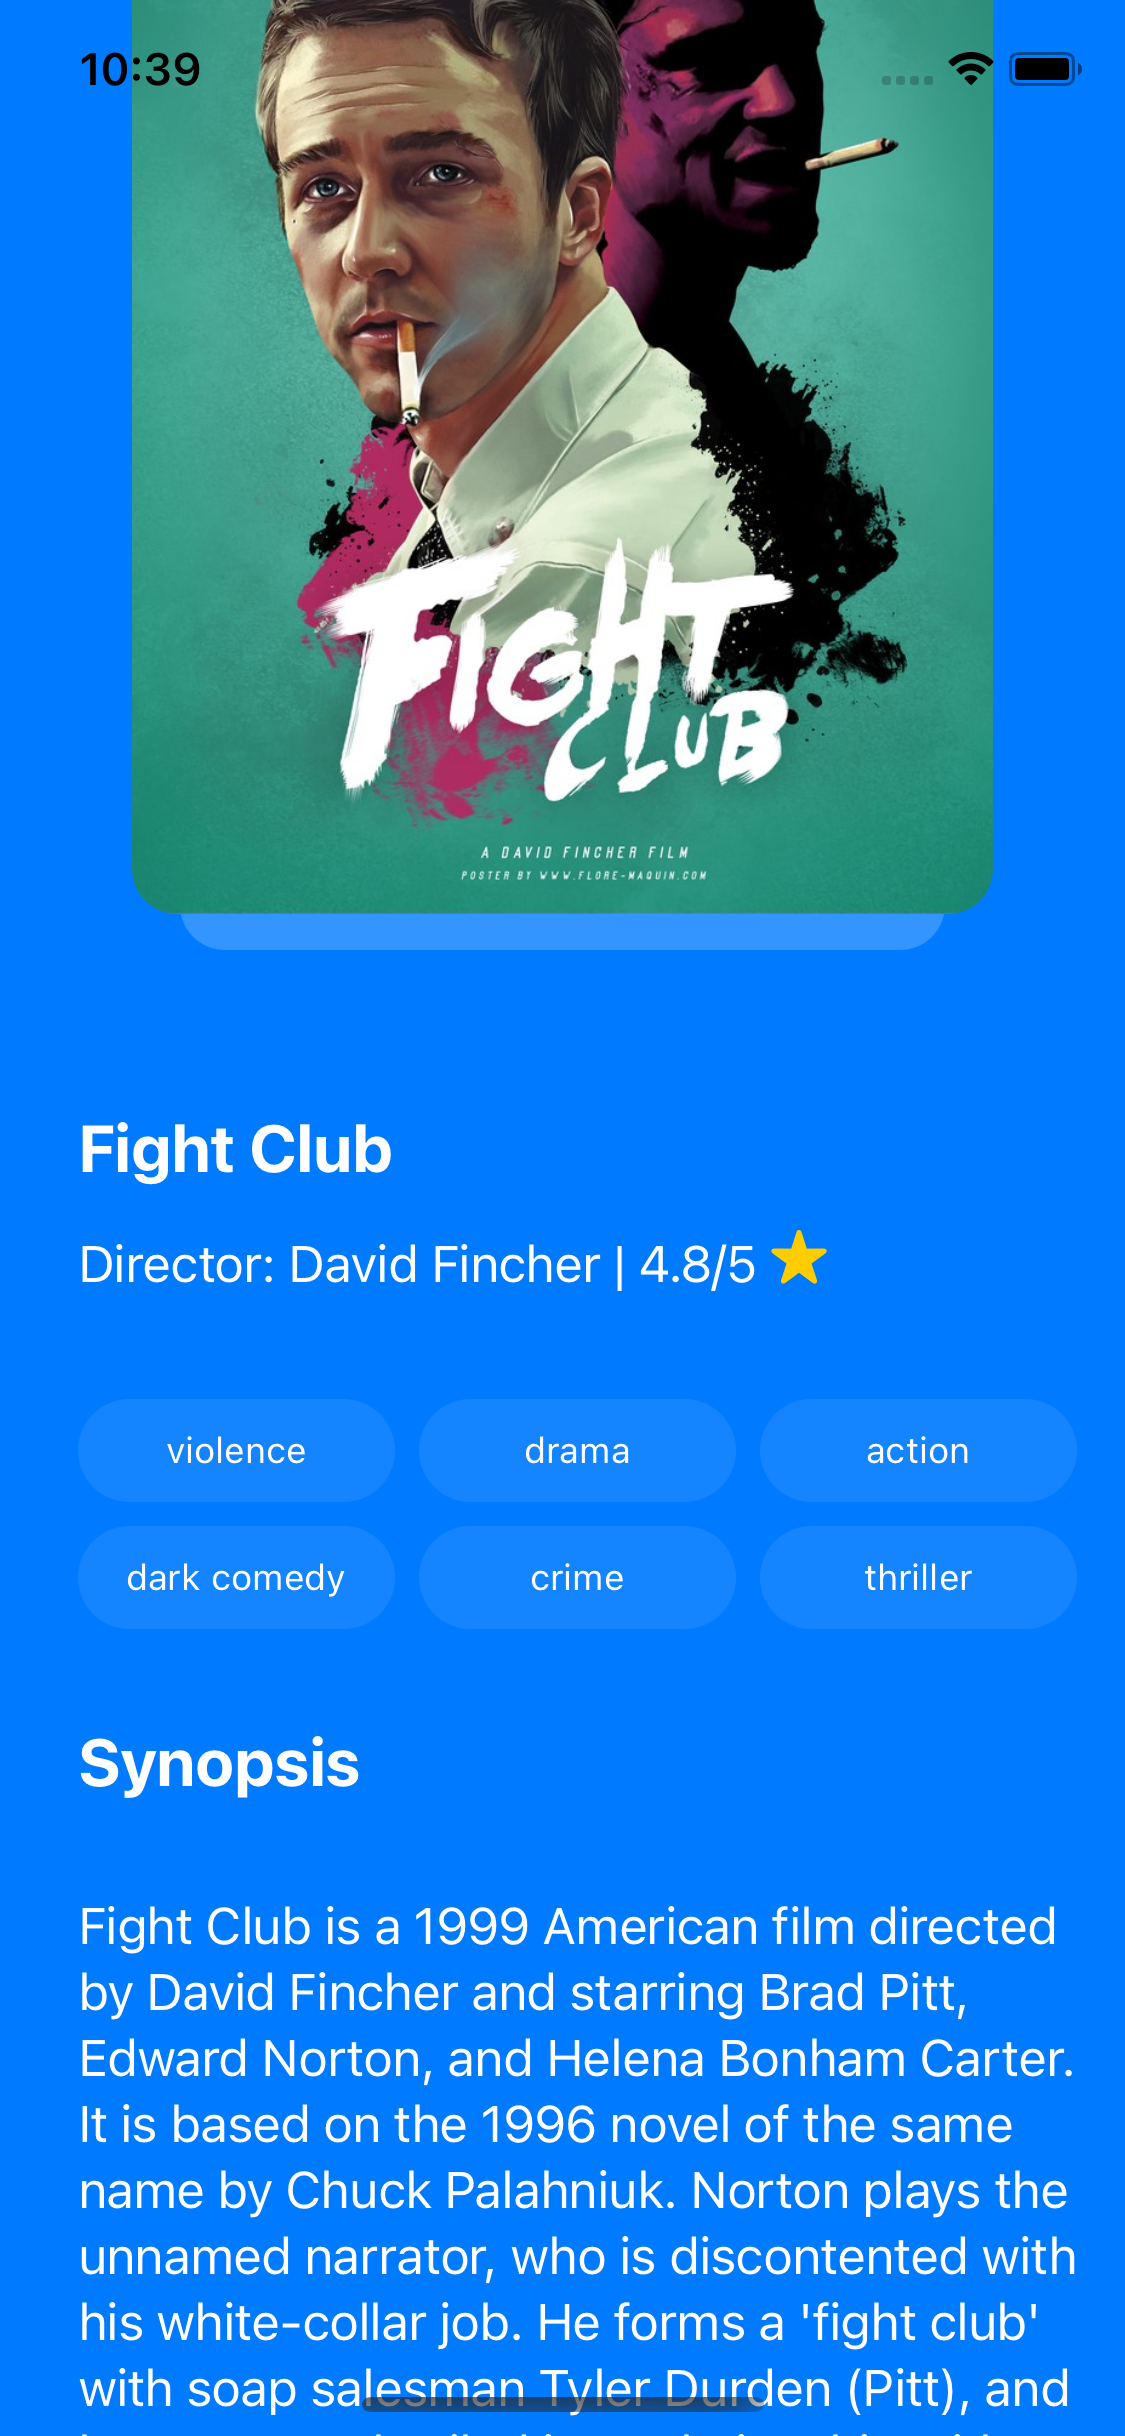 10:39
FIGHT
CLUB
A DAVID FINCHER FILM
POSTER BY WWW.FLORE-MAQUIN.COM
Fight Club
Director: David Fincher | 4.8/5
violence drama action
dark comedy crime thriller
Synopsis
Fight Club is a 1999 American film directed
by David Fincher and starring Brad Pitt,
Edward Norton, and Helena Bonham Carter.
It is based on the 1996 novel of the same
name by Chuck Palahniuk. Norton plays the
unnamed narrator, who is discontented with
his white-collar job. He forms a 'fight club'
with soap salesman Tyler Durden (Pitt), and